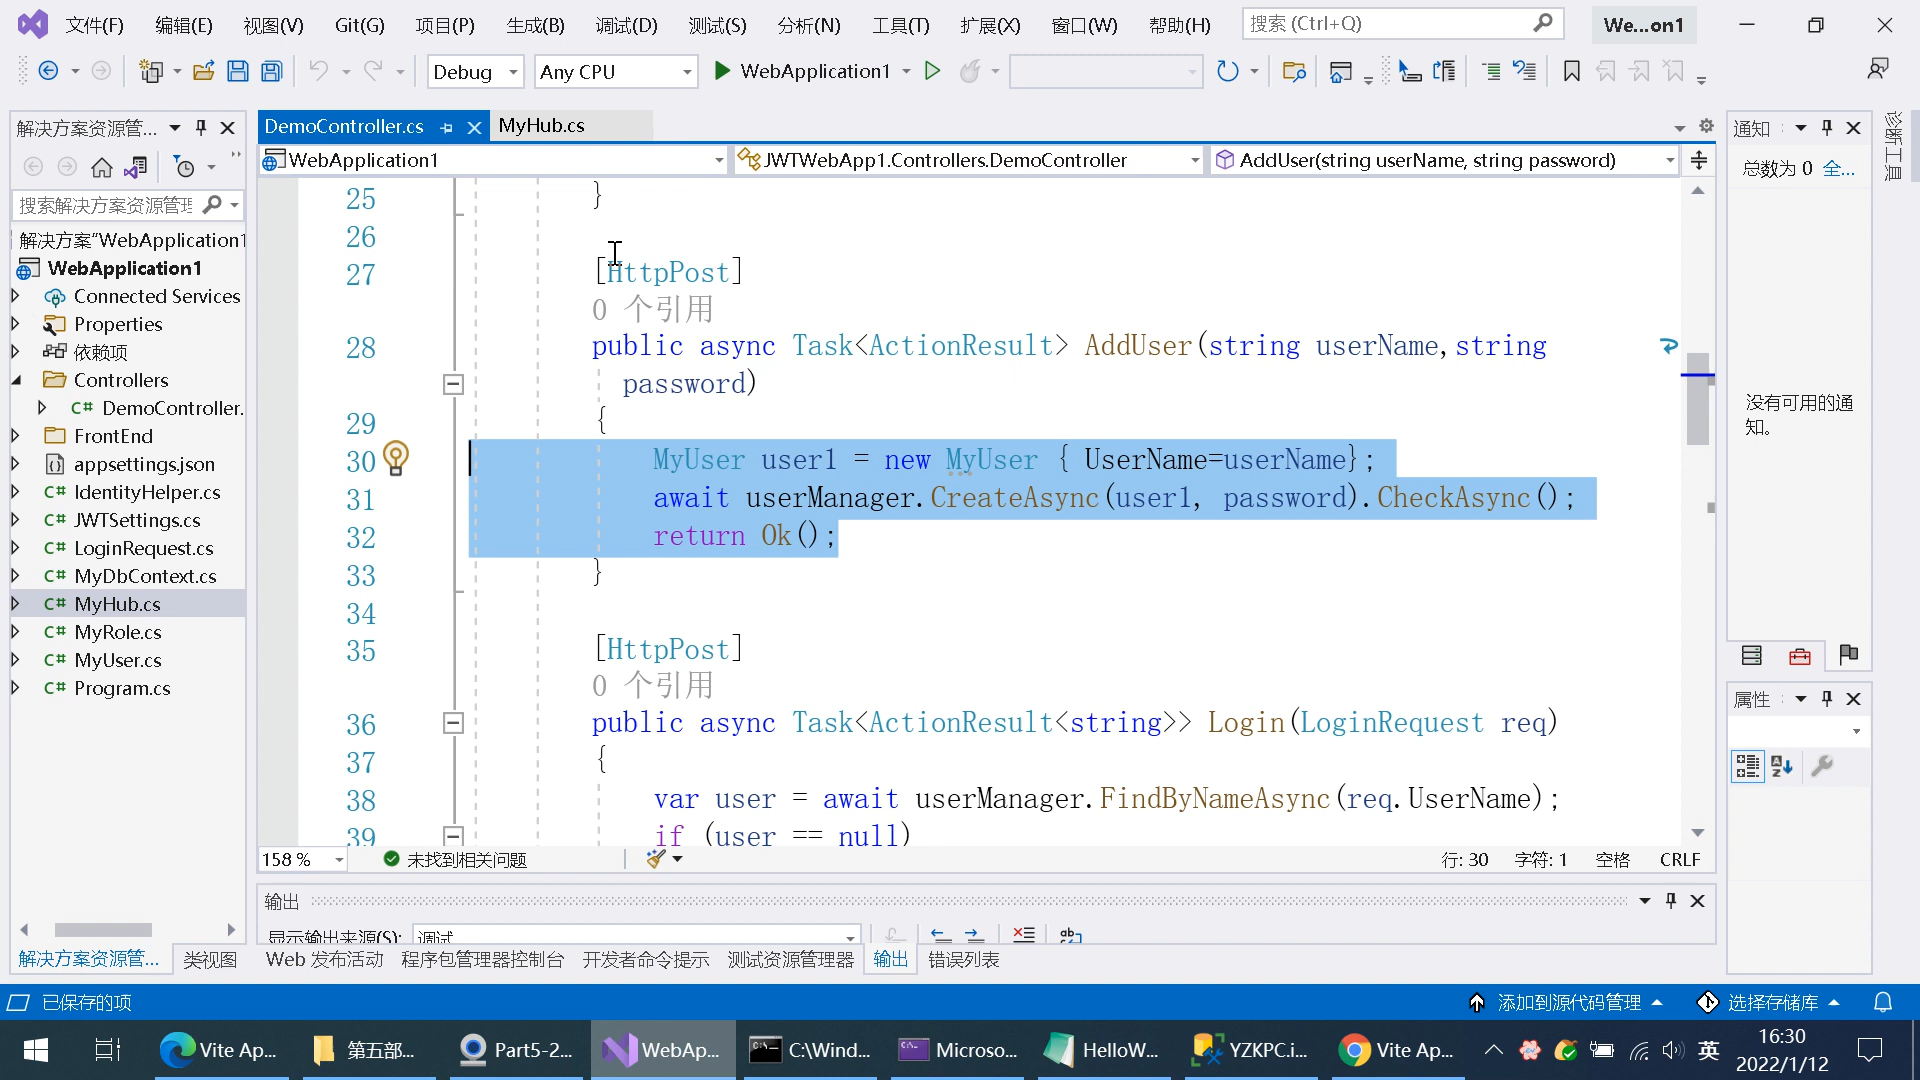 文件(F)
编辑(E)
视图(V)
Git(G)
项目(P)
生成(B)
调试(D)
测试(S)
分析(N)
工具(T)
扩展(X)
窗口(W)
帮助(H)
搜索 (Ctrl+Q)
We...on1
Debug
Any CPU
WebApplication1
解决方案资源管...
搜索解决方案资源管理
解决方案"WebApplication1
WebApplication1
Connected Services
Properties
依赖项
Controllers
C# DemoController.
FrontEnd
appsettings.json
C# IdentityHelper.cs
C# JWTSettings.cs
C# LoginRequest.cs
C# MyDbContext.cs
C# MyHub.cs
C# MyRole.cs
C# MyUser.cs
C# Program.cs
解决方案资源管...
类视图
DemoController.cs
MyHub.cs
WebApplication1
JWTWebApp1.Controllers.DemoController
AddUser(string userName, string password)
25 }
26
27 [HttpPost]
0 个引用
28 public async Task<ActionResult> AddUser(string userName,string
password)
29 {
30 MyUser user1 = new MyUser { UserName=userName};
31 await userManager.CreateAsync(user1, password).CheckAsync();
32 return Ok();
33 }
34
35 [HttpPost]
0 个引用
36 public async Task<ActionResult<string>> Login(LoginRequest req)
37 {
38 var user = await userManager.FindByNameAsync(req.UserName);
39 if (user == null)
158 %
未找到相关问题
行: 30
字符: 1
空格
CRLF
输出
显示输出来源(S):
调试
Web 发布活动
程序包管理器控制台
开发者命令提示
测试资源管理器
输出
错误列表
通知
总数为 0
全...
没有可用的通
知。
属性
诊断工具
已保存的项
添加到源代码管理
选择存储库
Vite Ap...
第五部...
Part5-2...
WebAp...
C:\Wind...
Microso...
HelloW...
YZKPC.i...
Vite Ap...
英
16:30
2022/1/12